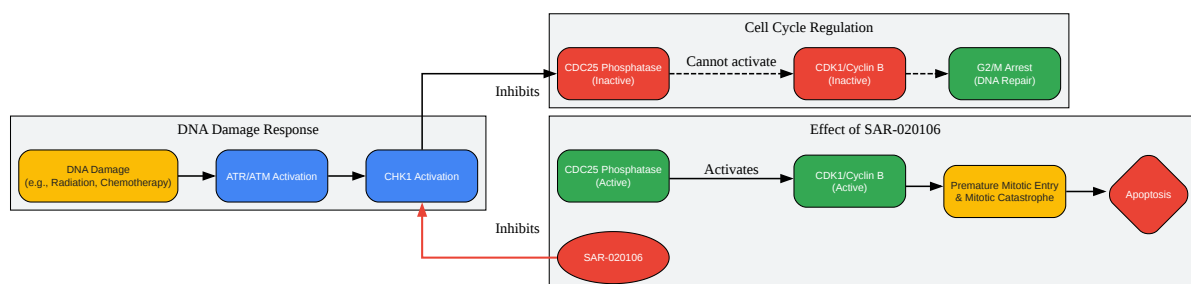 Cell Cycle Regulation
CDC25 Phosphatase
(Inactive)
Cannot activate
CDK1/Cyclin B
(Inactive)
G2/M Arrest
(DNA Repair)
Inhibits
DNA Damage Response
DNA Damage
(e.g., Radiation, Chemotherapy)
ATR/ATM Activation
CHK1 Activation
Effect of SAR-020106
CDC25 Phosphatase
(Active)
Activates
CDK1/Cyclin B
(Active)
Premature Mitotic Entry
& Mitotic Catastrophe
Apoptosis
Inhibits
SAR-020106